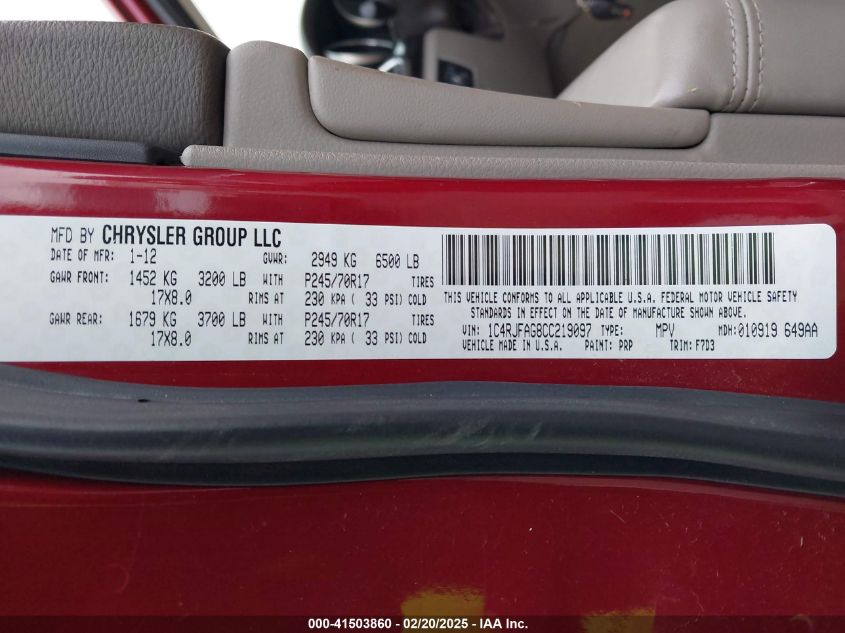 MFD BY CHRYSLER GROUP LLC
DATE OF MFR: 1-12 GVWR: 2949 KG 6500 LB
GAWR FRONT: 1452 KG 3200 LB WITH P245/70R17 TIRES
17X8.0 RIMS AT 230 KPA ( 33 PSI) COLD
GAWR REAR: 1679 KG 3700 LB WITH P245/70R17 TIRES
17X8.0 RIMS AT 230 KPA ( 33 PSI) COLD
THIS VEHICLE CONFORMS TO ALL APPLICABLE U.S.A. FEDERAL MOTOR VEHICLE SAFETY
STANDARDS IN EFFECT ON THE DATE OF MANUFACTURE SHOWN ABOVE.
VIN: 1C4RJFAG8CC219097 TYPE: MPV MDH:010919 649AA
VEHICLE MADE IN U.S.A. PAINT: PRP TRIM: F7D3
000-41503860 - 02/20/2025 - IAA Inc.